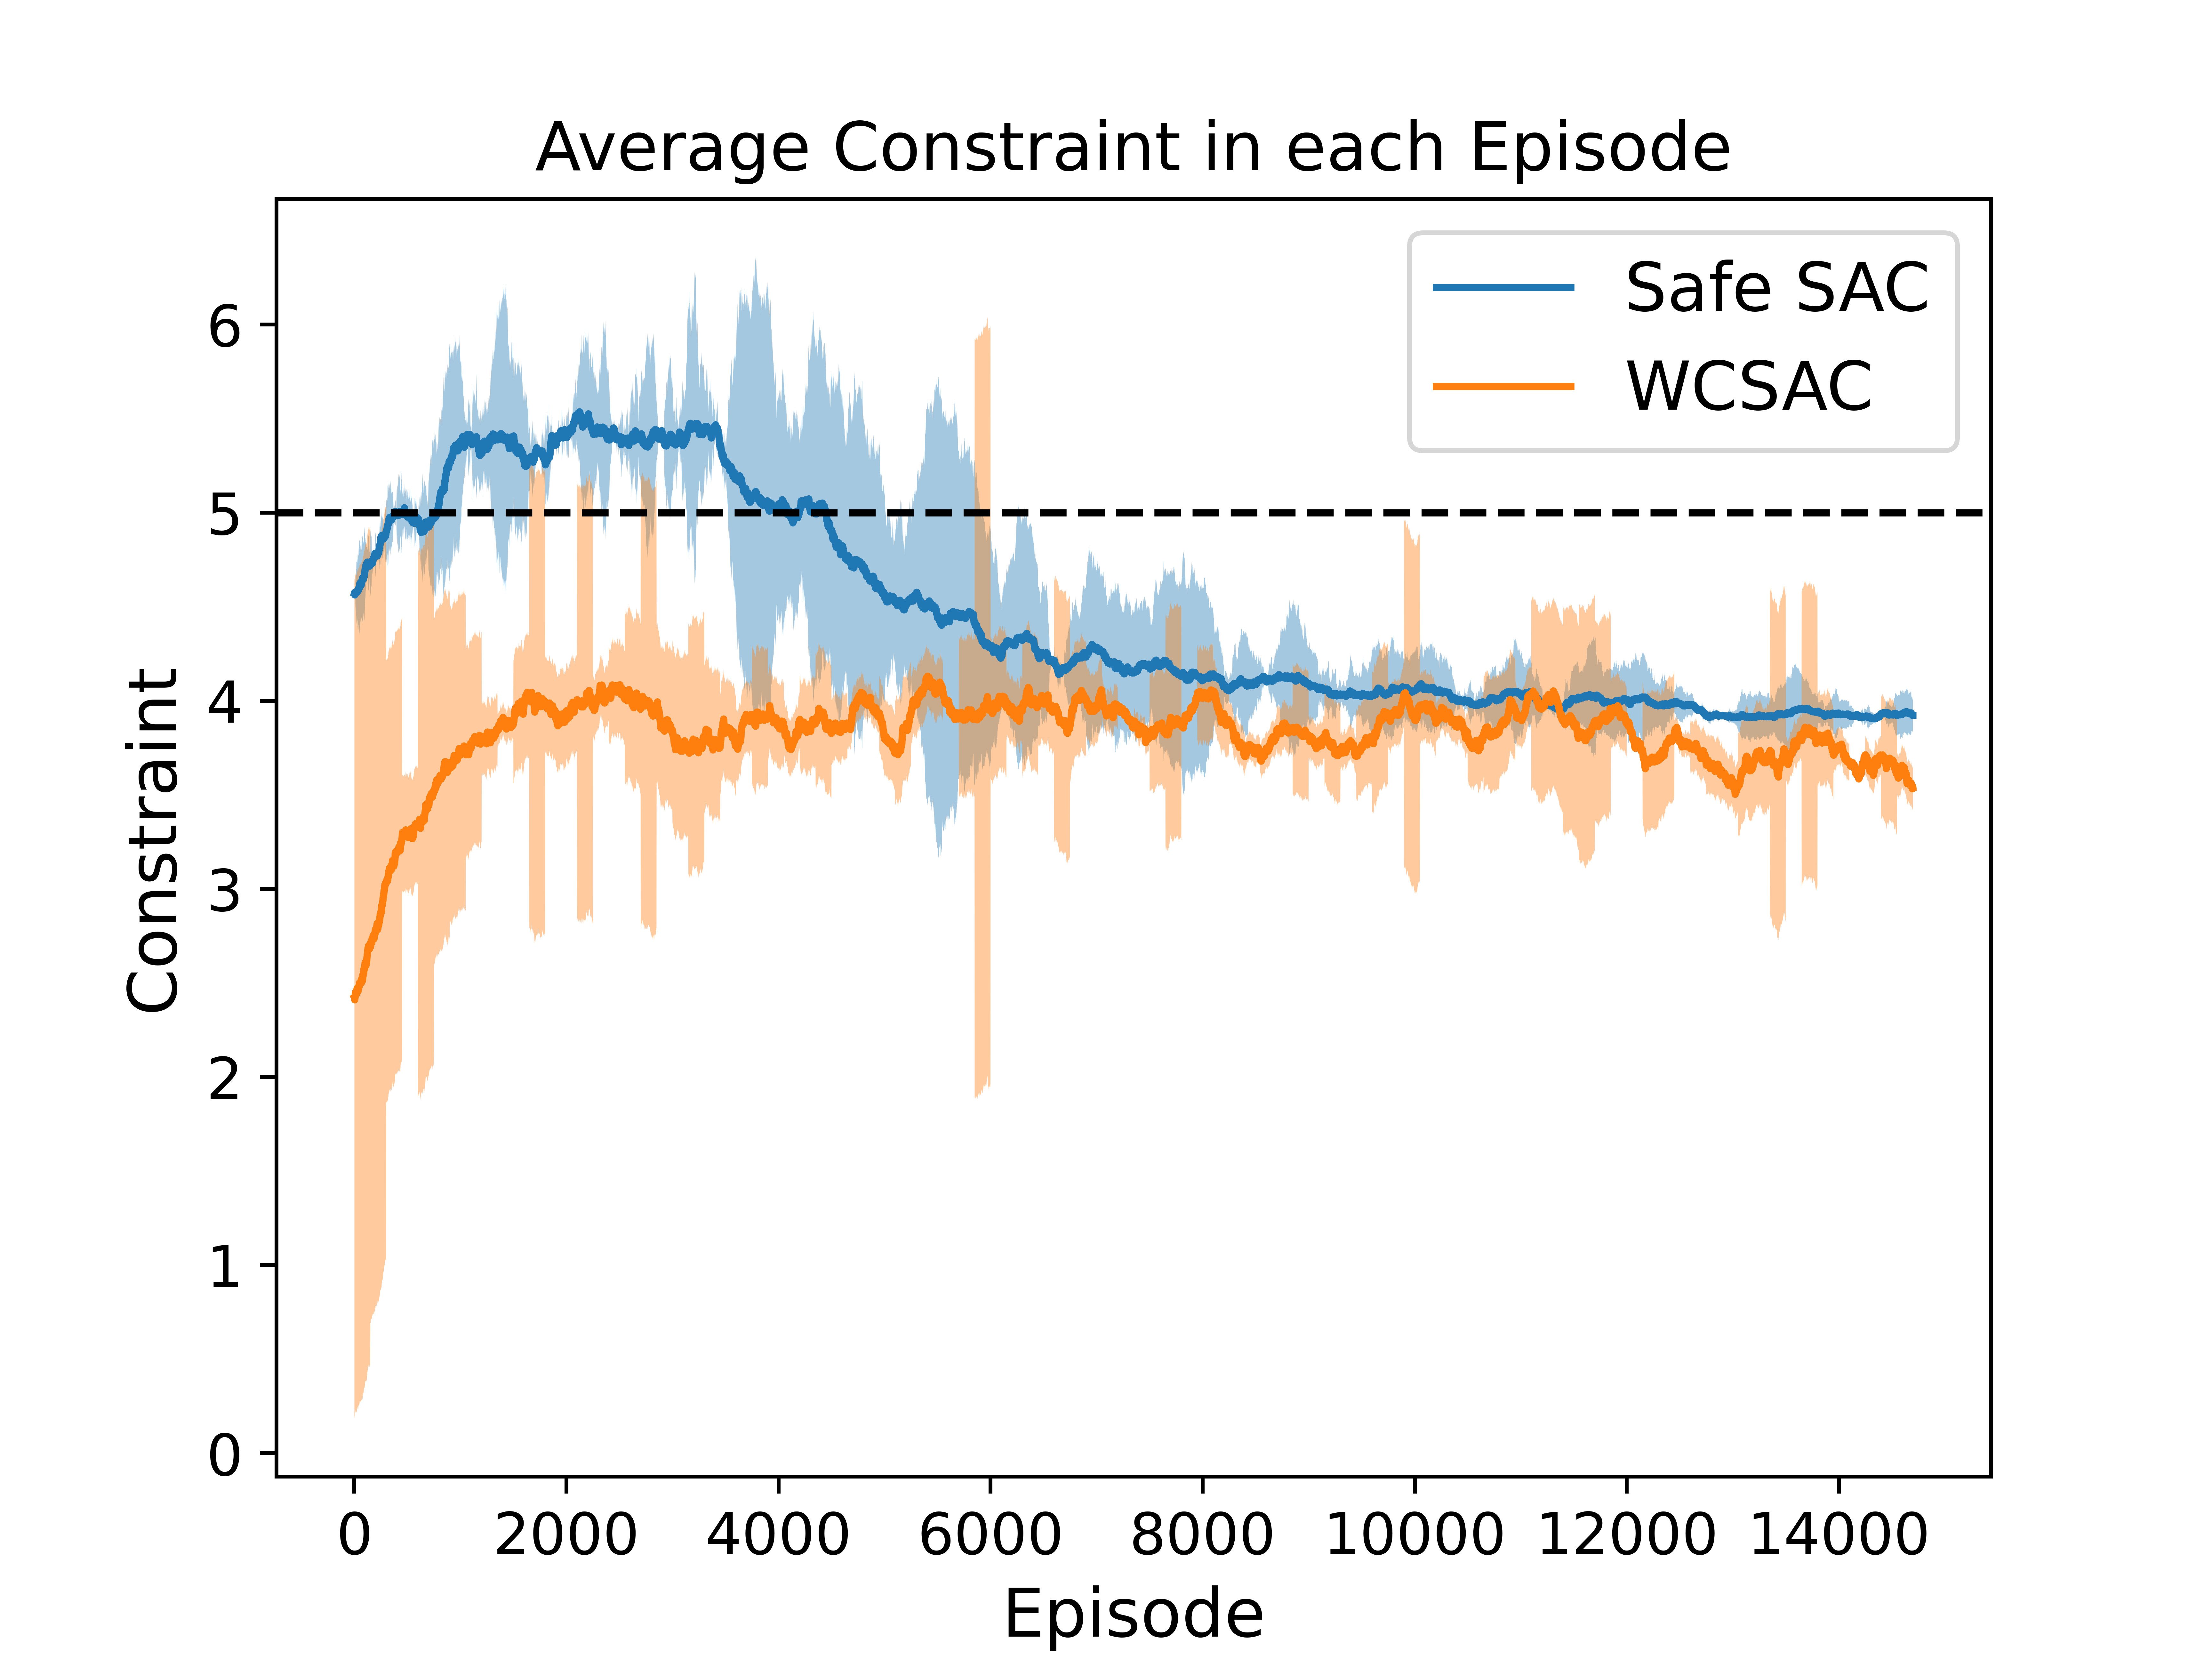 Average Constraint in each Episode
Safe SAC
WCSAC
6
5
4
3
2
1
0
Constraint
0 2000 4000 6000 8000 10000 12000 14000
Episode